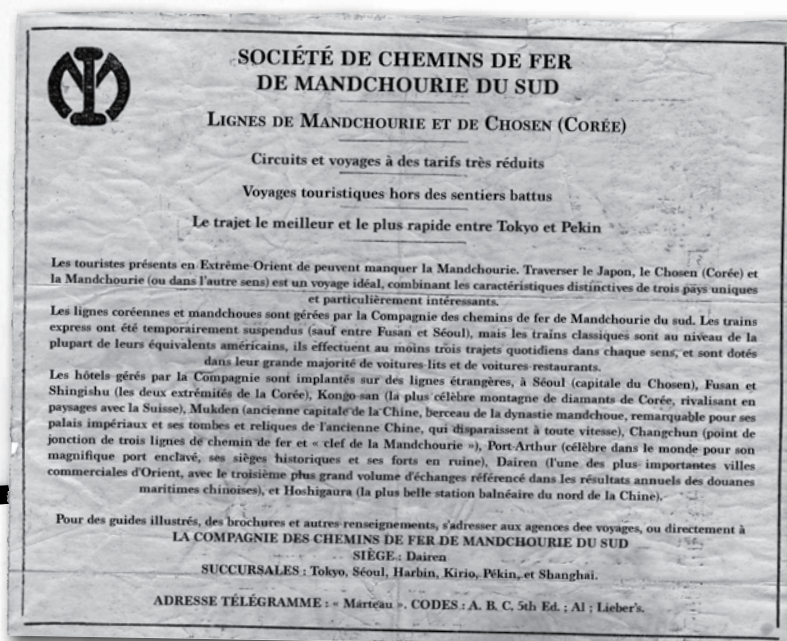 SOCIÉTÉ DE CHEMINS DE FER
DE MANDCHOURIE DU SUD
LIGNES DE MANDCHOURIE ET DE CHOSEN (CORÉE)
Circuits et voyages à des tarifs très réduits
Voyages touristiques hors des sentiers battus
Le trajet le meilleur et le plus rapide entre Tokyo et Pekin
Les touristes présents en Extrême-Orient de peuvent manquer la Mandchourie. Traverser le Japon, le Chosen (Corée) et
la Mandchourie (ou dans l'autre sens) est un voyage idéal, combinant les caractéristiques distinctives de trois pays uniques
et particulièrement intéressants.
Les lignes coréennes et mandchoues sont gérées par la Compagnie des chemins de fer de Mandchourie du sud. Les trains
express ont été temporairement suspendus (sauf entre Fusan et Séoul), mais les trains classiques sont au niveau de la
plupart de leurs équivalents américains, ils effectuent au moins trois trajets quotidiens dans chaque sens, et sont dotés
dans leur grande majorité de voitures-lits et de voitures-restaurants.
Les hôtels gérés par la Compagnie sont implantés sur des lignes étrangères, à Séoul (capitale du Chosen), Fusan et
Shingishu (les deux extrémités de la Corée), Kongo-san (la plus célèbre montagne de diamants de Corée, rivalisant en
paysages avec la Suisse), Mukden (ancienne capitale de la Chine, berceau de la dynastie mandchoue, remarquable pour ses
palais impériaux et ses tombes et reliques de l'ancienne Chine, qui disparaissent à toute vitesse), Changchun (point de
jonction de trois lignes de chemin de fer et « clef de la Mandchourie »), Port-Arthur (célèbre dans le monde pour son
magnifique port enclavé, ses sièges historiques et ses forts en ruine), Dairen (l'une des plus importantes villes
commerciales d'Orient, avec le troisième plus grand volume d'échanges référencé dans les résultats annuels des douanes
maritimes chinoises), et Hoshigaura (la plus belle station balnéaire du nord de la Chine).
Pour des guides illustrés, des brochures et autres renseignements, s'adresser aux agences dee voyages, ou directement à
LA COMPAGNIE DES CHEMINS DE FER DE MANDCHOURIE DU SUD
SIÈGE : Dairen
SUCCURSALES : Tokyo, Séoul, Harbin, Kirio, Pékin, et Shanghai.
ADRESSE TÉLÉGRAMME : « Marteau ». CODES : A. B. C. 5th Ed. ; Al ; Lieber's.